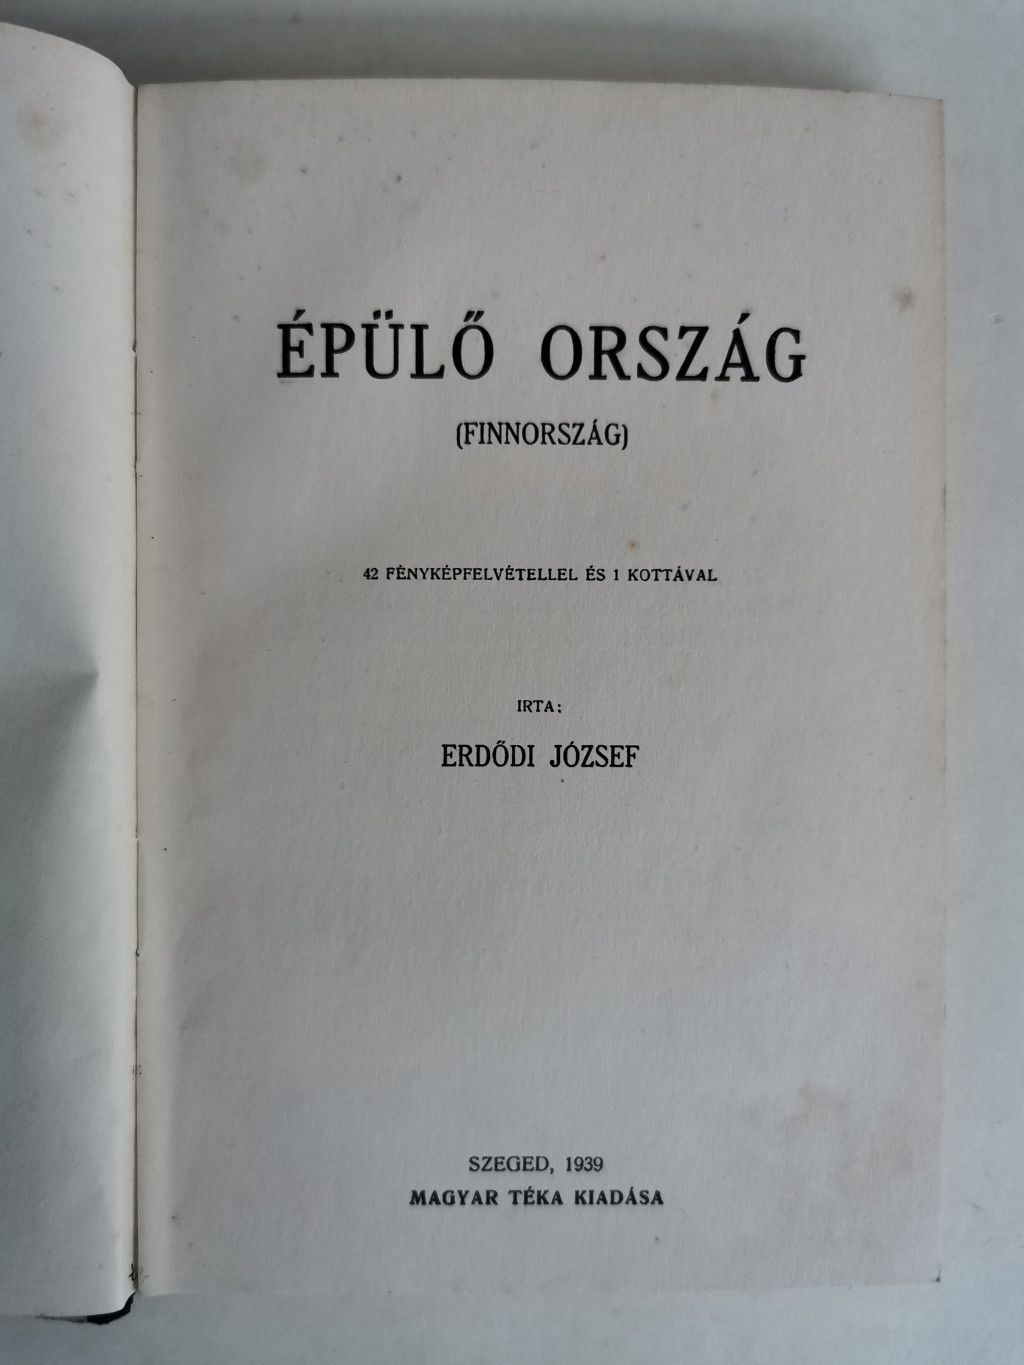 ÉPÜLŐ ORSZÁG
(FINNORSZÁG)
42 FÉNYKÉPFELVÉTELLEL ÉS 1 KOTTÁVAL
IRTA:
ERDŐDI JÓZSEF
SZEGED, 1939
MAGYAR TÉKA KIADÁSA